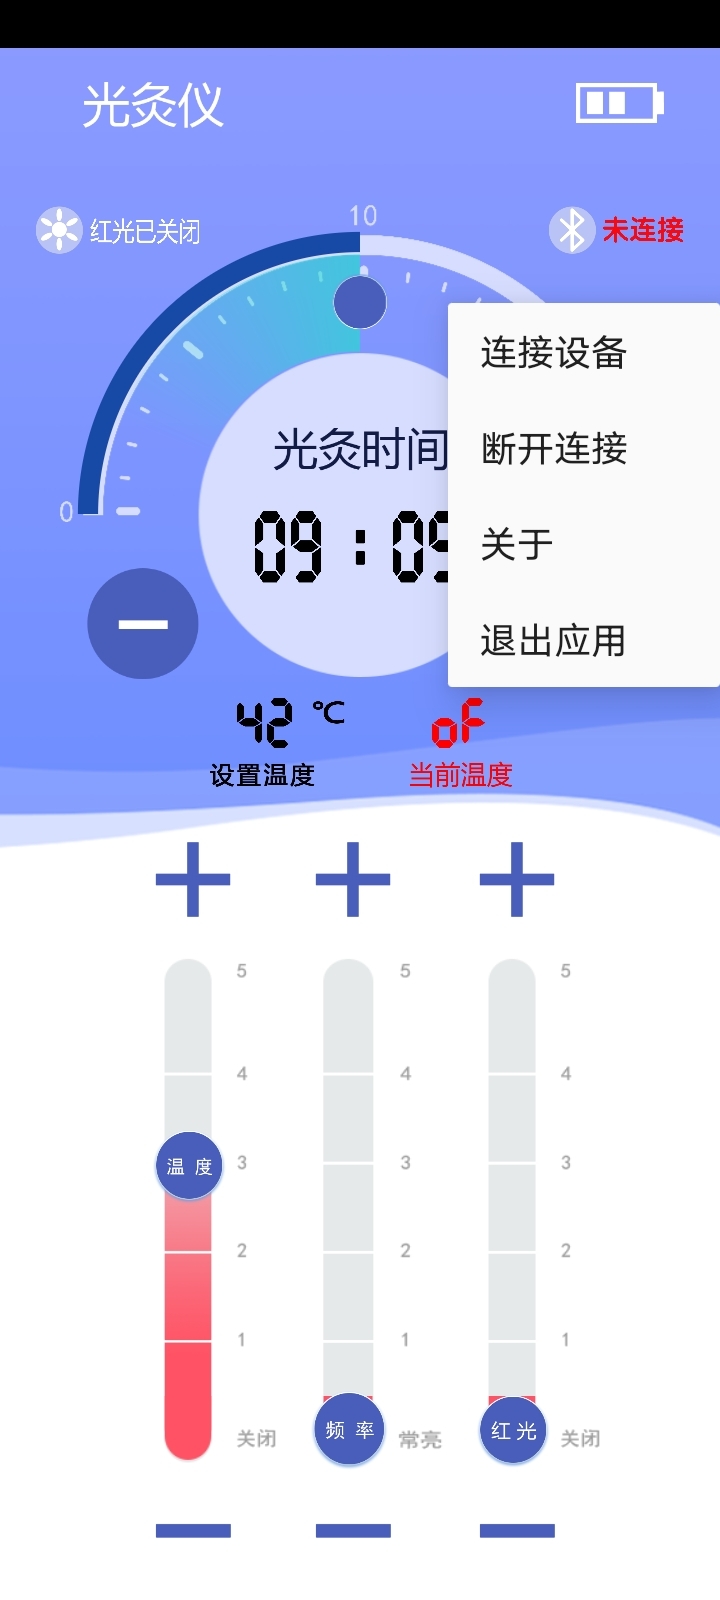 光灸仪
红光已关闭
10
未连接
连接设备
断开连接
关于
退出应用
光灸时间
0
09:09
42 ℃
oF
设置温度
当前温度
5 5 5
4 4 4
温度 3 3 3
2 2 2
1 1 1
关闭 频率 常亮 红光 关闭